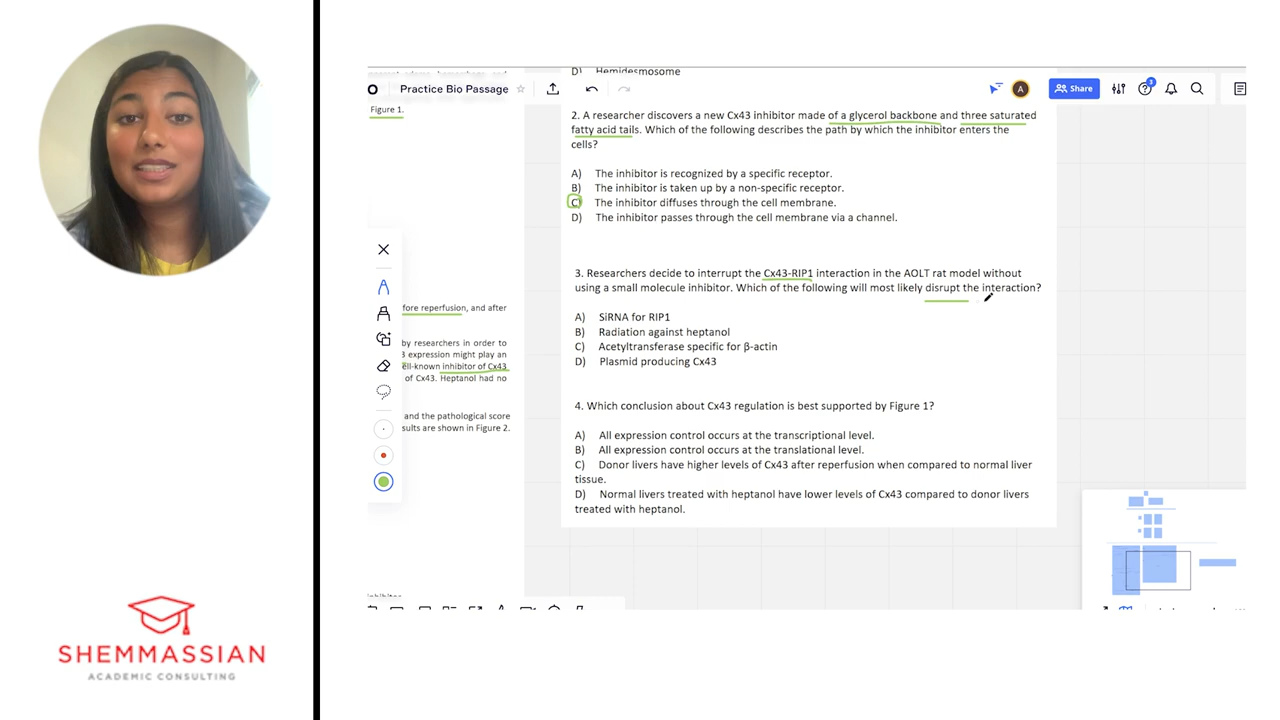 D) Hemidesmosome
Practice Bio Passage
A
Share
3
Figure 1.
2. A researcher discovers a new Cx43 inhibitor made of a glycerol backbone and three saturated
fatty acid tails. Which of the following describes the path by which the inhibitor enters the
cells?
A) The inhibitor is recognized by a specific receptor.
B) The inhibitor is taken up by a non-specific receptor.
C) The inhibitor diffuses through the cell membrane.
D) The inhibitor passes through the cell membrane via a channel.
3. Researchers decide to interrupt the Cx43-RIP1 interaction in the AOLT rat model without
using a small molecule inhibitor. Which of the following will most likely disrupt the interaction?
A) SiRNA for RIP1
B) Radiation against heptanol
C) Acetyltransferase specific for β-actin
D) Plasmid producing Cx43
fore reperfusion, and after
by researchers in order to
3 expression might play an
ell-known inhibitor of Cx43
of Cx43. Heptanol had no
and the pathological score
sults are shown in Figure 2.
4. Which conclusion about Cx43 regulation is best supported by Figure 1?
A) All expression control occurs at the transcriptional level.
B) All expression control occurs at the translational level.
C) Donor livers have higher levels of Cx43 after reperfusion when compared to normal liver
tissue.
D) Normal livers treated with heptanol have lower levels of Cx43 compared to donor livers
treated with heptanol.
SHEMMASSIAN
ACADEMIC CONSULTING